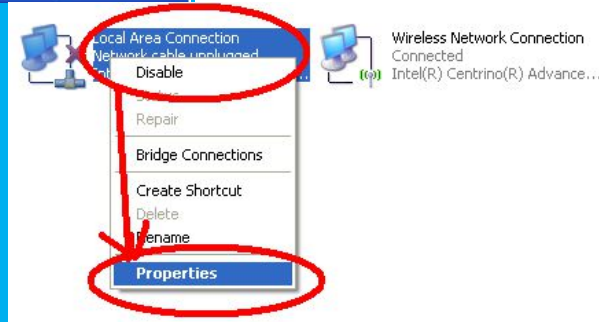 Local Area Connection
Network cable unplugged
Wireless Network Connection
Connected
Intel(R) Centrino(R) Advance...
Disable
Status
Repair
Bridge Connections
Create Shortcut
Delete
Rename
Properties